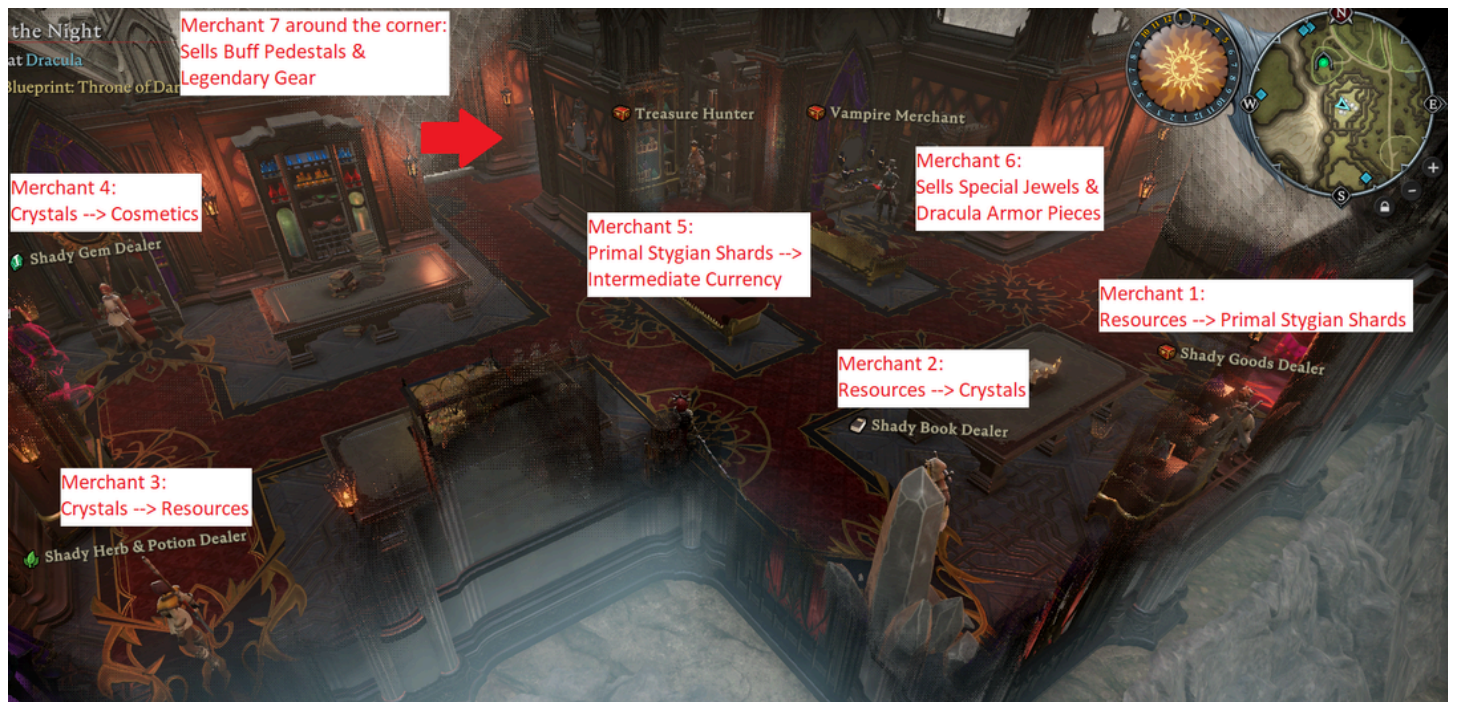 the Night
at Dracula
Blueprint: Throne of Dar
Merchant 7 around the corner:
Sells Buff Pedestals &
Legendary Gear
Treasure Hunter
Vampire Merchant
N
W
E
S
Merchant 4:
Crystals --> Cosmetics
Shady Gem Dealer
Merchant 5:
Primal Stygian Shards -->
Intermediate Currency
Merchant 6:
Sells Special Jewels &
Dracula Armor Pieces
Merchant 1:
Resources --> Primal Stygian Shards
Shady Goods Dealer
Merchant 2:
Resources --> Crystals
Shady Book Dealer
Merchant 3:
Crystals --> Resources
Shady Herb & Potion Dealer